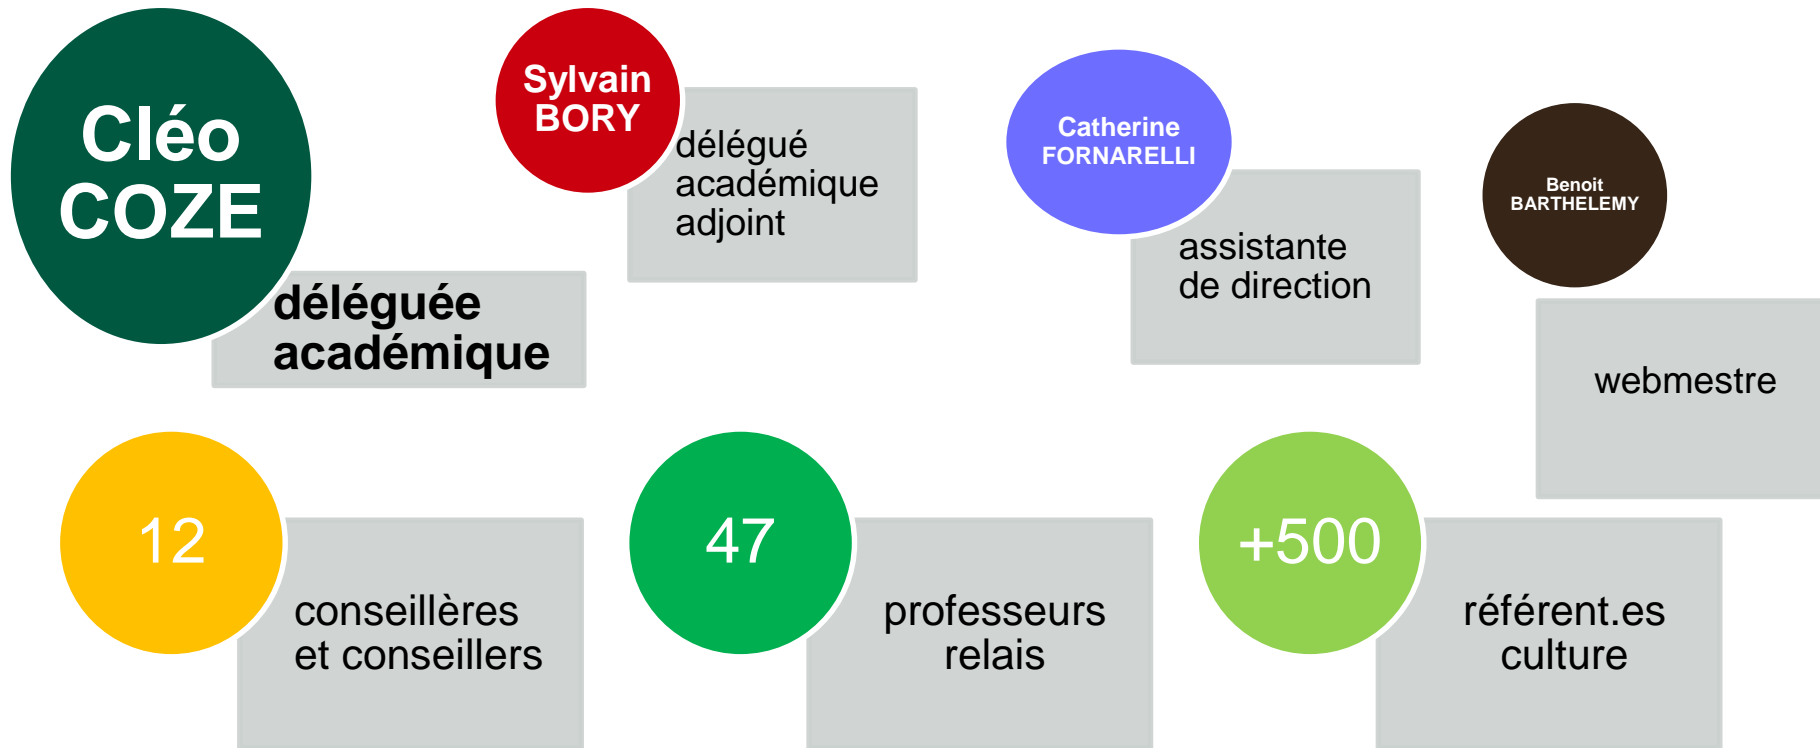 Cléo
COZE
déléguée
académique
Sylvain
BORY
délégué
académique
adjoint
Catherine
FORNARELLI
assistante
de direction
Benoit
BARTHELEMY
webmestre
12
conseillères
et conseillers
47
professeurs
relais
+500
référent.es
culture